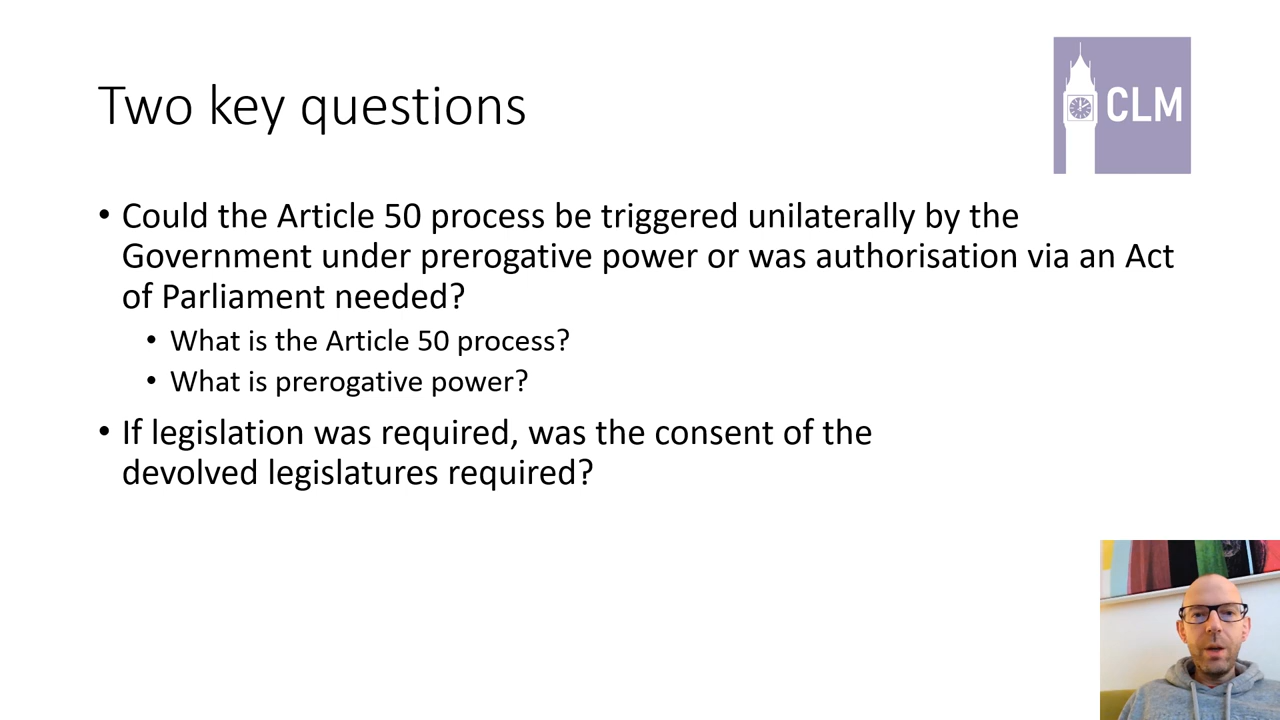 Two key questions
CLM
• Could the Article 50 process be triggered unilaterally by the
Government under prerogative power or was authorisation via an Act
of Parliament needed?
• What is the Article 50 process?
• What is prerogative power?
• If legislation was required, was the consent of the
devolved legislatures required?